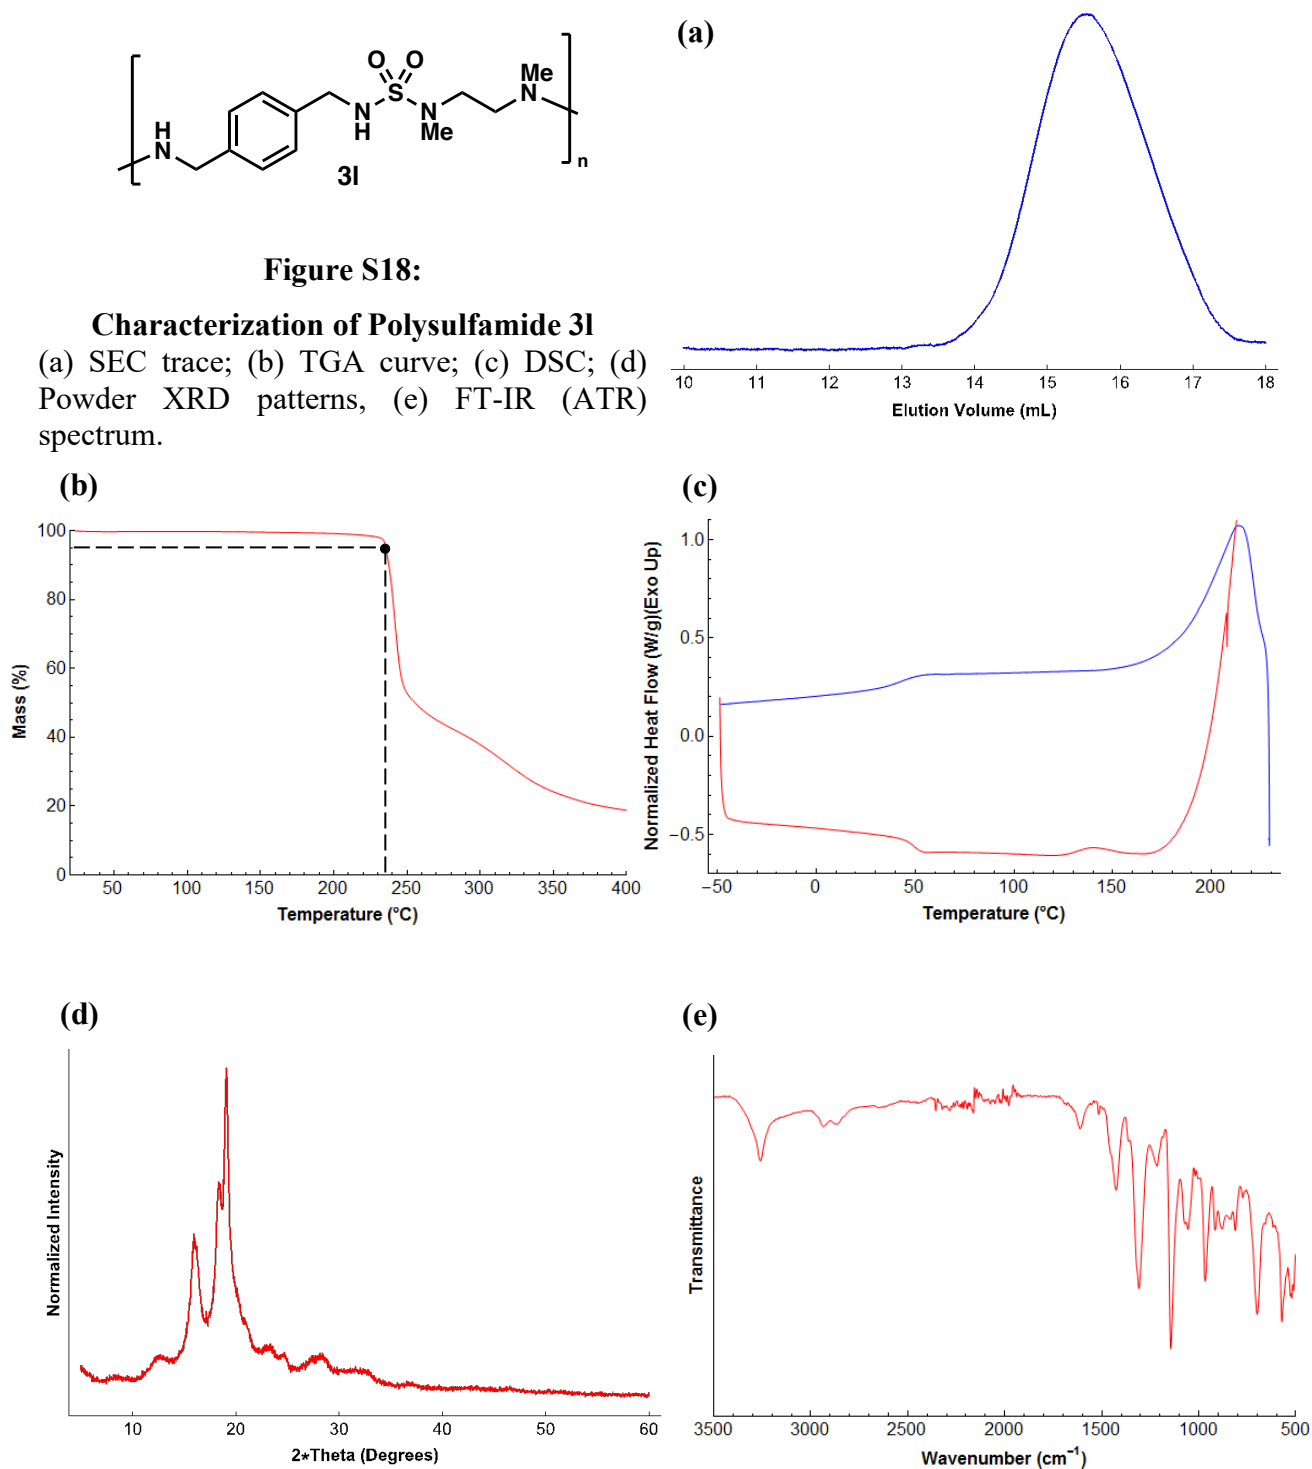 O O
S
Me
N
N
H
N
Me
H
N
n
3l
Figure S18:
Characterization of Polysulfamide 3l
(a) SEC trace; (b) TGA curve; (c) DSC; (d)
Powder XRD patterns, (e) FT-IR (ATR)
spectrum.
(a)
10 11 12 13 14 15 16 17 18
Elution Volume (mL)
(b)
Mass (%)
100
80
60
40
20
0
50 100 150 200 250 300 350 400
Temperature (°C)
(c)
Normalized Heat Flow (W/g)(Exo Up)
1.0
0.5
0.0
−0.5
−50 0 50 100 150 200
Temperature (°C)
(d)
Normalized Intensity
10 20 30 40 50 60
2*Theta (Degrees)
(e)
Transmittance
3500 3000 2500 2000 1500 1000 500
Wavenumber (cm⁻¹)